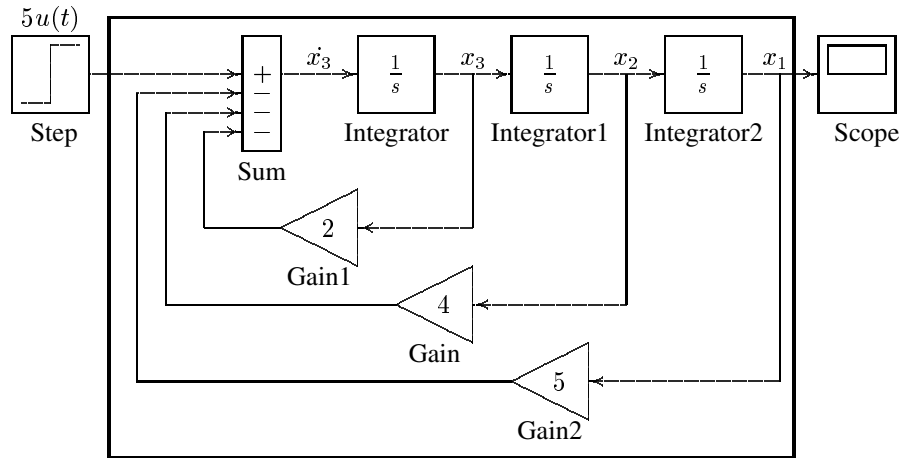 5u(t)
Step
+
−
−
−
Sum
ẋ₃
1/s
Integrator
x₃
1/s
Integrator1
x₂
1/s
Integrator2
x₁
Scope
2
Gain1
4
Gain
5
Gain2